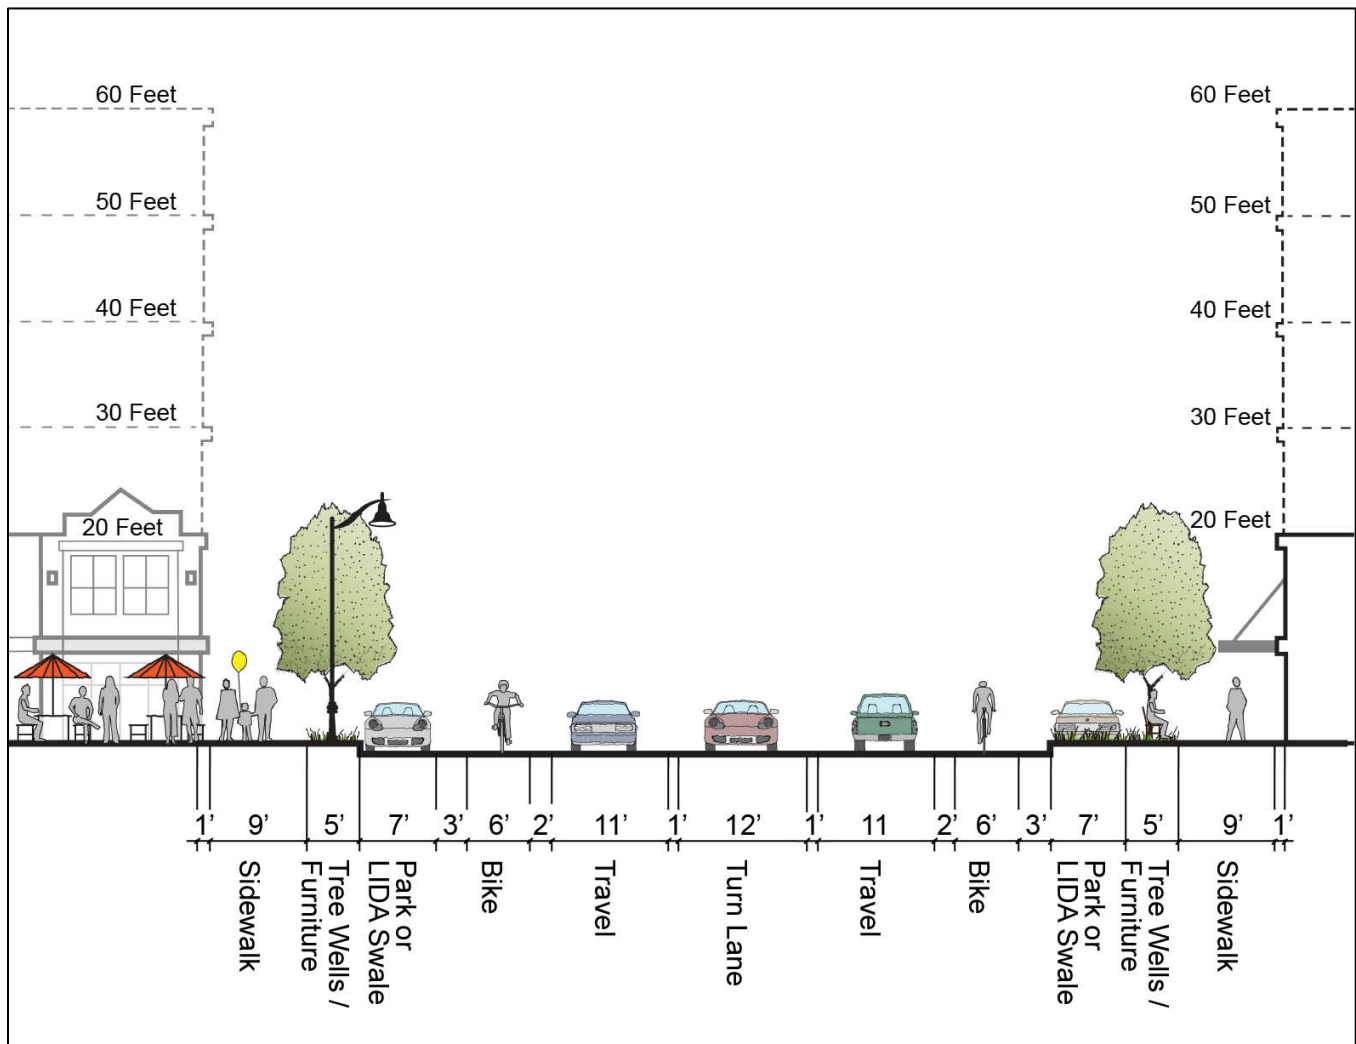 60 Feet
60 Feet
50 Feet
50 Feet
40 Feet
40 Feet
30 Feet
30 Feet
20 Feet
20 Feet
1' 9' 5' 7' 3' 6' 2' 11' 1' 12' 1' 11 2' 6' 3' 7' 5' 9' 1'
Sidewalk
Tree Wells /
Furniture
Park or
LIDA Swale
Bike
Travel
Turn Lane
Travel
Bike
Park or
LIDA Swale
Tree Wells /
Furniture
Sidewalk